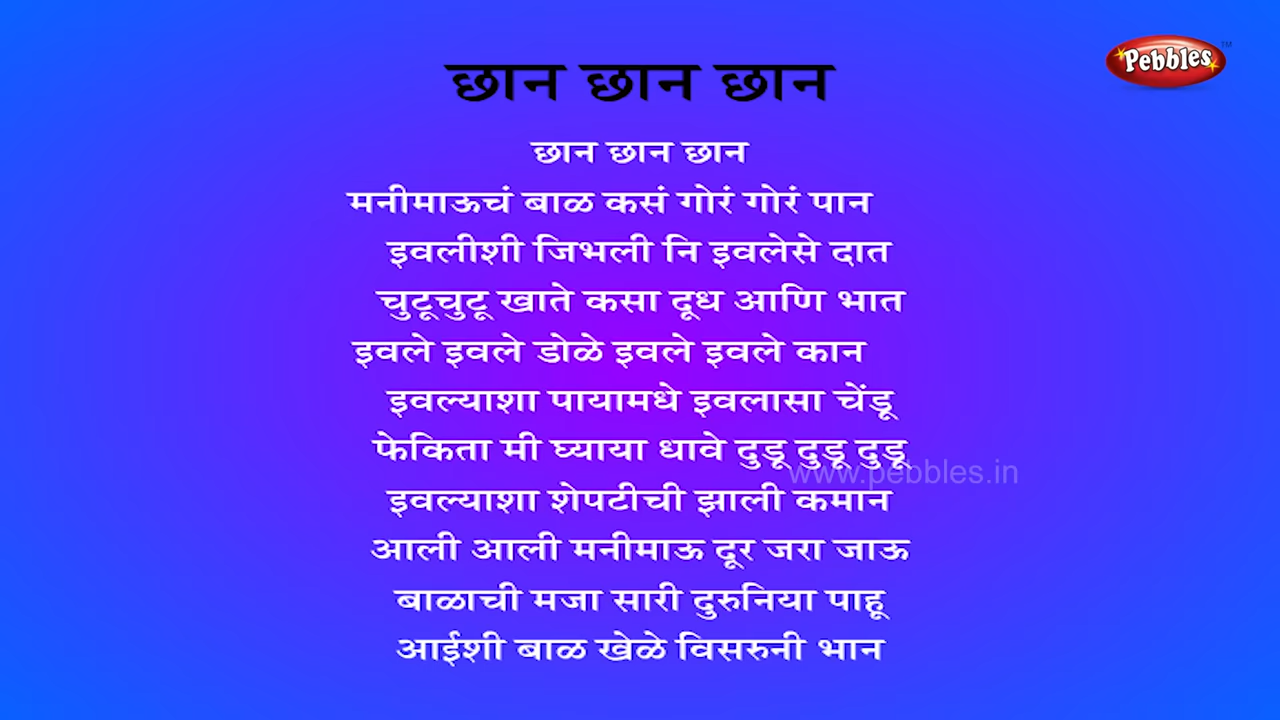 Pebbles™
छान छान छान
छान छान छान
मनीमाऊचं बाळ कसं गोरं गोरं पान
इवलीशी जिभली नि इवलेसे दात
चुटूचुटू खाते कसा दूध आणि भात
इवले इवले डोळे इवले इवले कान
इवल्याशा पायामधे इवलासा चेंडू
फेकिता मी घ्याया धावे दुडू दुडू दुडू
www.pebbles.in
इवल्याशा शेपटीची झाली कमान
आली आली मनीमाऊ दूर जरा जाऊ
बाळाची मजा सारी दुरुनिया पाहू
आईशी बाळ खेळे विसरुनी भान